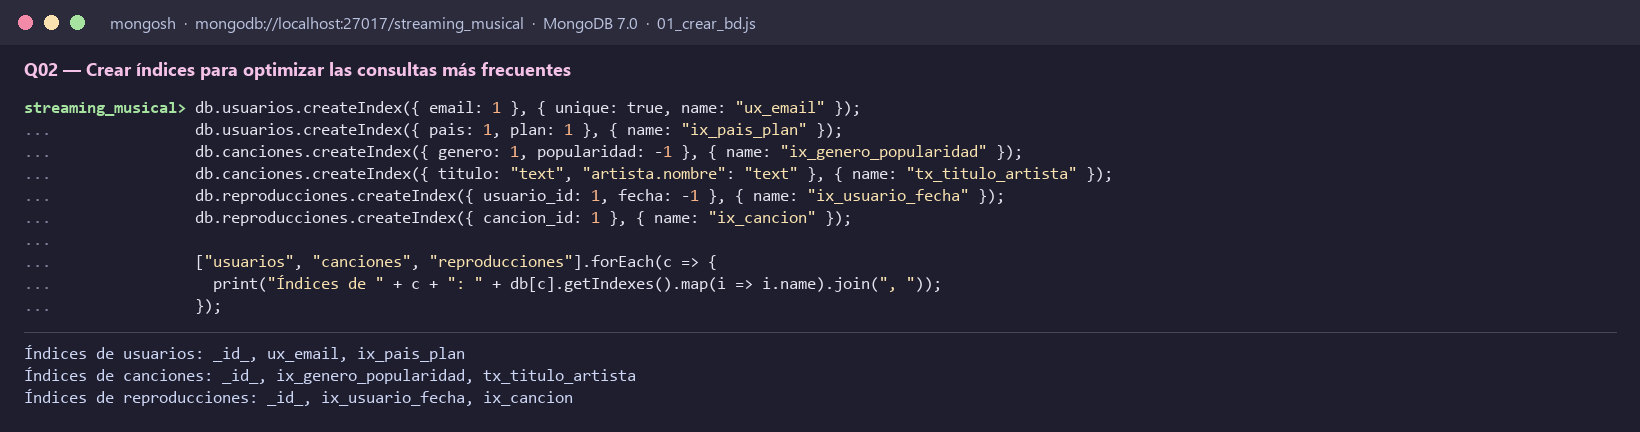 mongosh · mongodb://localhost:27017/streaming_musical · MongoDB 7.0 · 01_crear_bd.js
Q02 — Crear índices para optimizar las consultas más frecuentes
streaming_musical> db.usuarios.createIndex({ email: 1 }, { unique: true, name: "ux_email" });
... db.usuarios.createIndex({ pais: 1, plan: 1 }, { name: "ix_pais_plan" });
... db.canciones.createIndex({ genero: 1, popularidad: -1 }, { name: "ix_genero_popularidad" });
... db.canciones.createIndex({ titulo: "text", "artista.nombre": "text" }, { name: "tx_titulo_artista" });
... db.reproducciones.createIndex({ usuario_id: 1, fecha: -1 }, { name: "ix_usuario_fecha" });
... db.reproducciones.createIndex({ cancion_id: 1 }, { name: "ix_cancion" });
...
... ["usuarios", "canciones", "reproducciones"].forEach(c => {
... print("Índices de " + c + ": " + db[c].getIndexes().map(i => i.name).join(", "));
... });
Índices de usuarios: _id_, ux_email, ix_pais_plan
Índices de canciones: _id_, ix_genero_popularidad, tx_titulo_artista
Índices de reproducciones: _id_, ix_usuario_fecha, ix_cancion